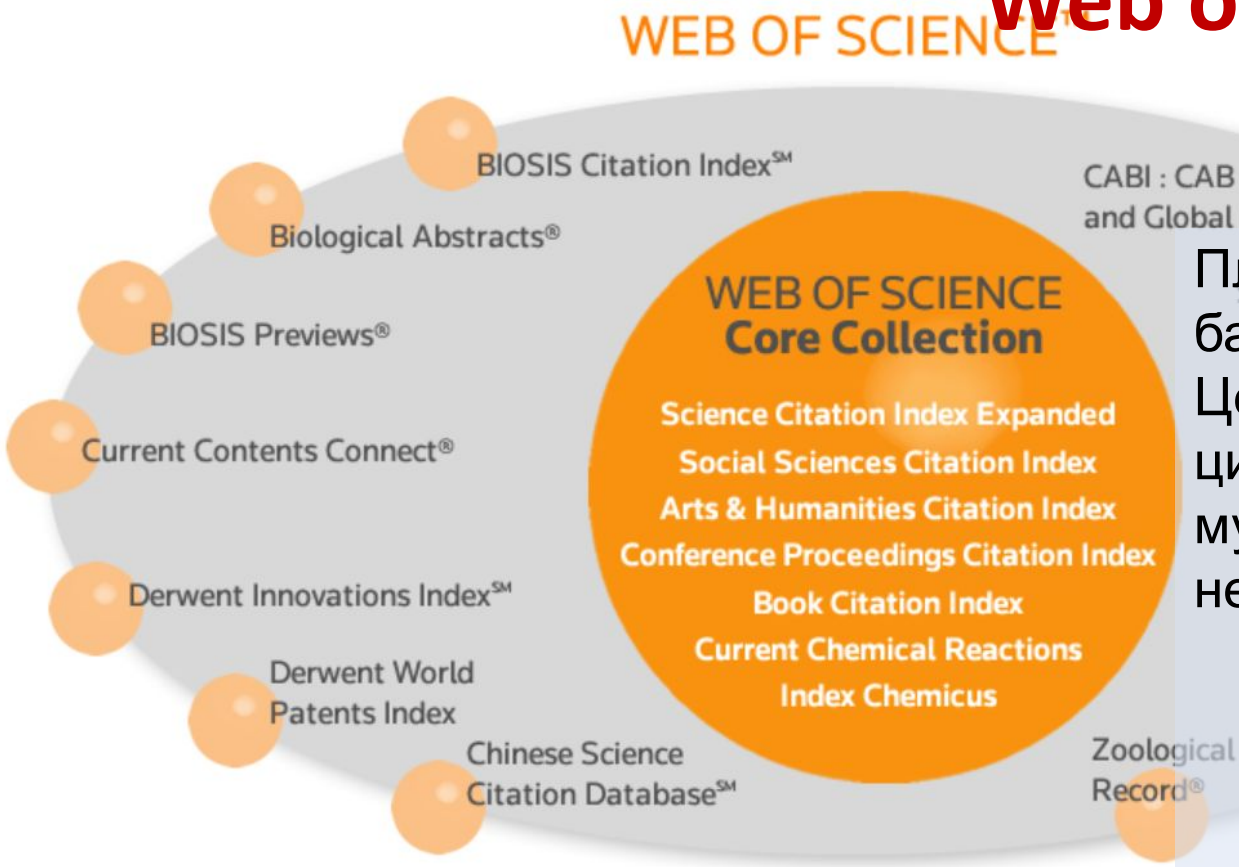 WEB OF SCIENCE™
Web o
BIOSIS Citation Index℠
Biological Abstracts®
BIOSIS Previews®
Current Contents Connect®
Derwent Innovations Index℠
Derwent World
Patents Index
Chinese Science
Citation Database℠
WEB OF SCIENCE
Core Collection
Science Citation Index Expanded
Social Sciences Citation Index
Arts & Humanities Citation Index
Conference Proceedings Citation Index
Book Citation Index
Current Chemical Reactions
Index Chemicus
CABI : CAB
and Global
Zoological
Record®